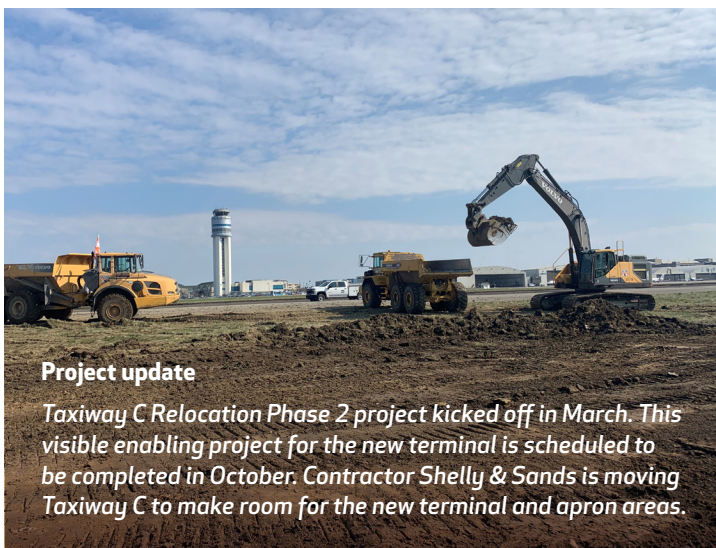 VOLVO
Project update
Taxiway C Relocation Phase 2 project kicked off in March. This
visible enabling project for the new terminal is scheduled to
be completed in October. Contractor Shelly & Sands is moving
Taxiway C to make room for the new terminal and apron areas.